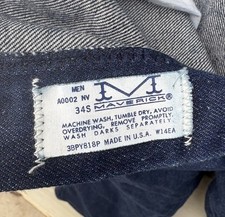 MEN
A0002 NV
34S
M
MAVERICK®
MACHINE WASH, TUMBLE DRY, AVOID
OVERDRYING. REMOVE PROMPTLY.
WASH DARKS SEPARATELY.
3BPYB18P MADE IN U.S.A. W14EA